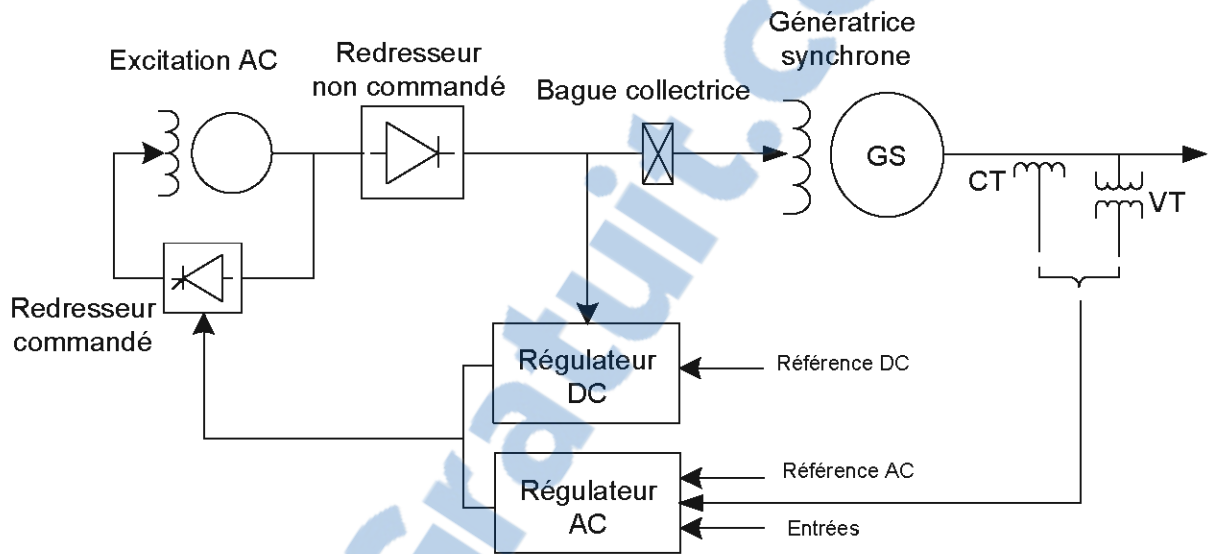 Génératrice
synchrone
Excitation AC
Redresseur
non commandé
Bague collectrice
GS
CT
VT
Redresseur
commandé
Régulateur
DC
Référence DC
Régulateur
AC
Référence AC
Entrées
Gratuit.c